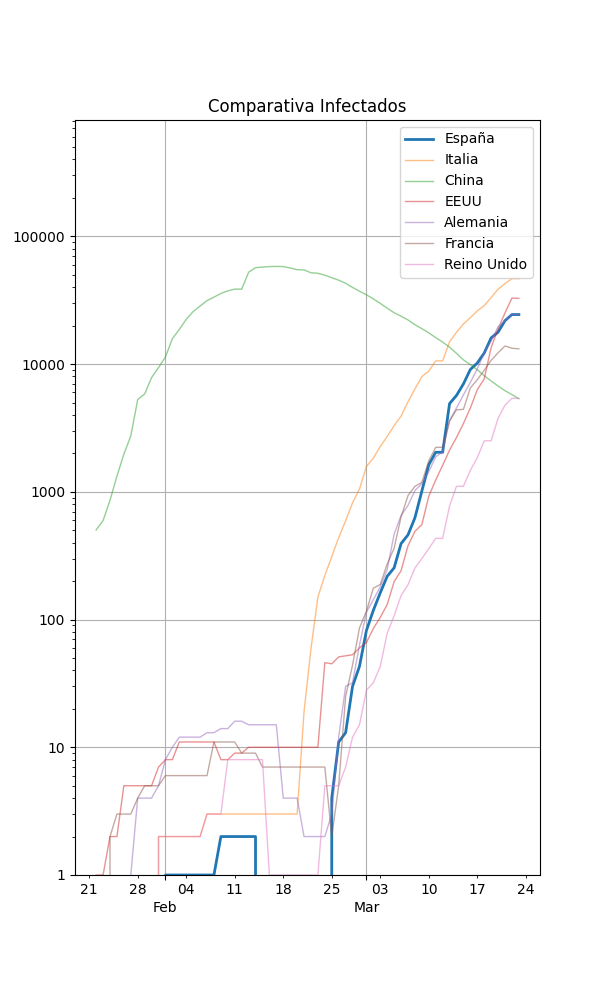 Comparativa Infectados
España
Italia
China
EEUU
Alemania
Francia
Reino Unido
100000
10000
1000
100
10
1
21 28 04 11 18 25 03 10 17 24
Feb Mar